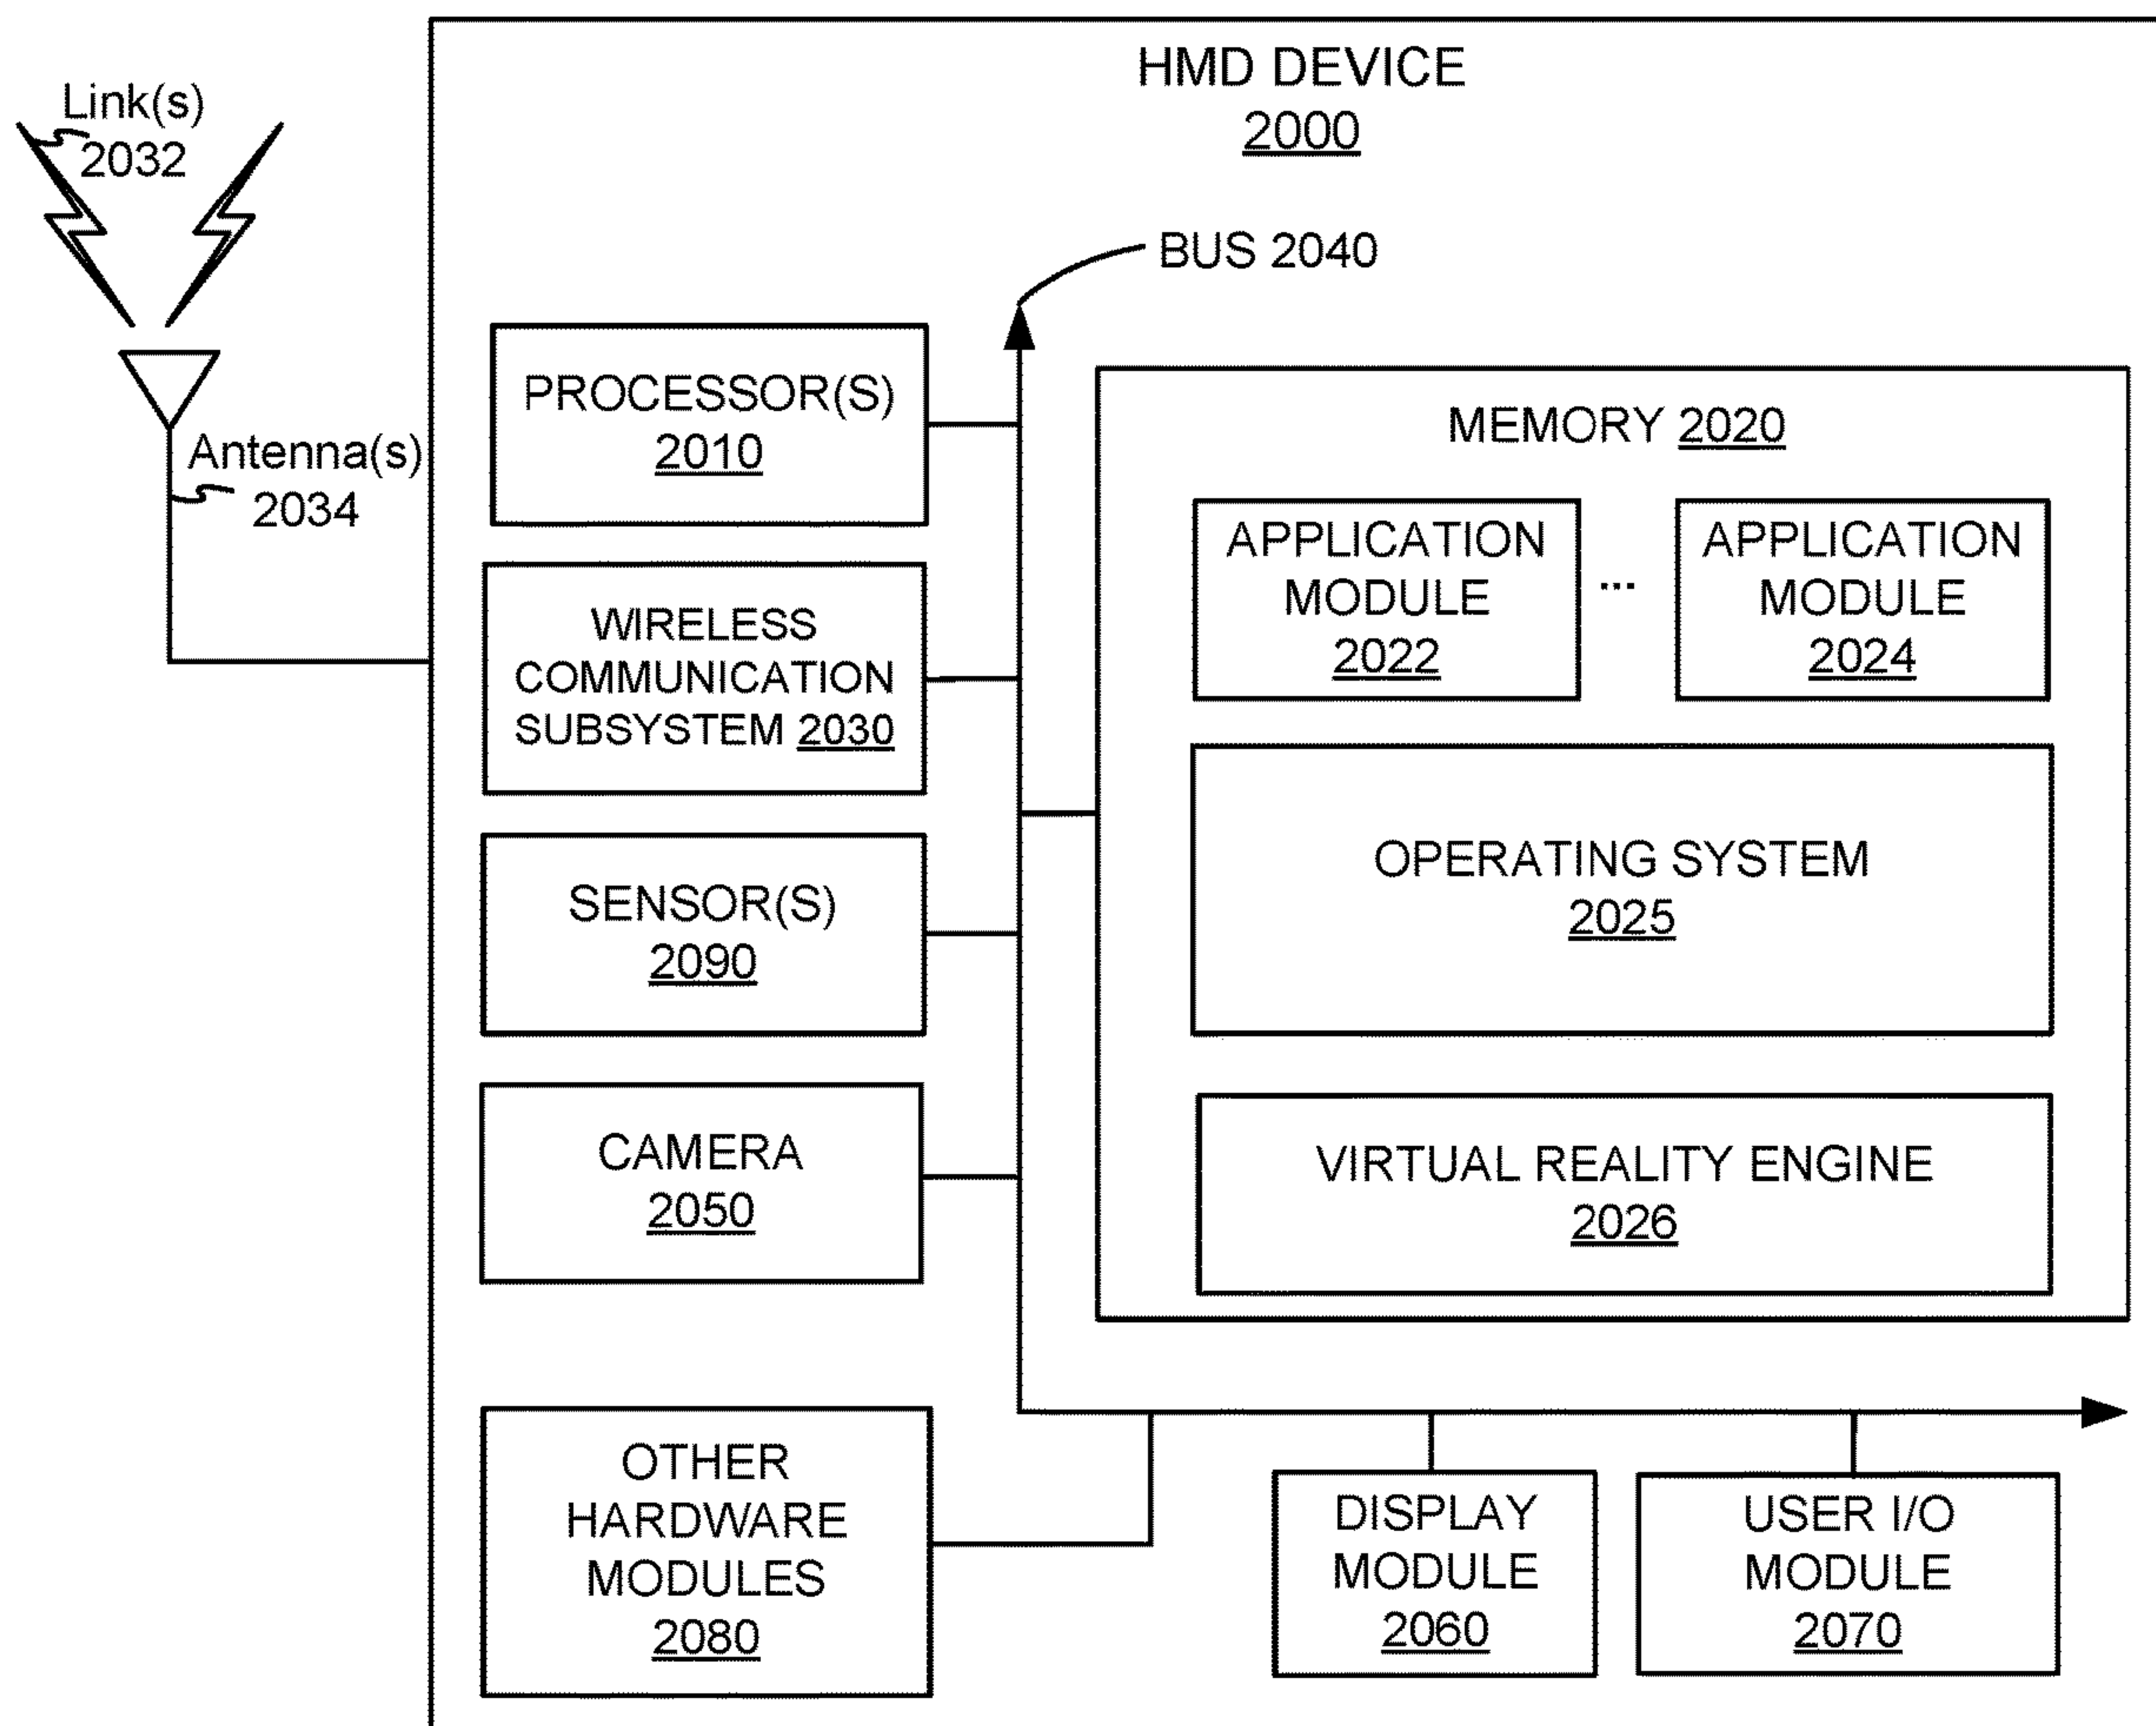 HMD DEVICE
2000
Link(s)
2032
BUS 2040
Antenna(s)
2034
PROCESSOR(S)
2010
WIRELESS
COMMUNICATION
SUBSYSTEM 2030
SENSOR(S)
2090
CAMERA
2050
OTHER
HARDWARE
MODULES
2080
MEMORY 2020
APPLICATION
MODULE
2022
...
APPLICATION
MODULE
2024
OPERATING SYSTEM
2025
VIRTUAL REALITY ENGINE
2026
DISPLAY
MODULE
2060
USER I/O
MODULE
2070